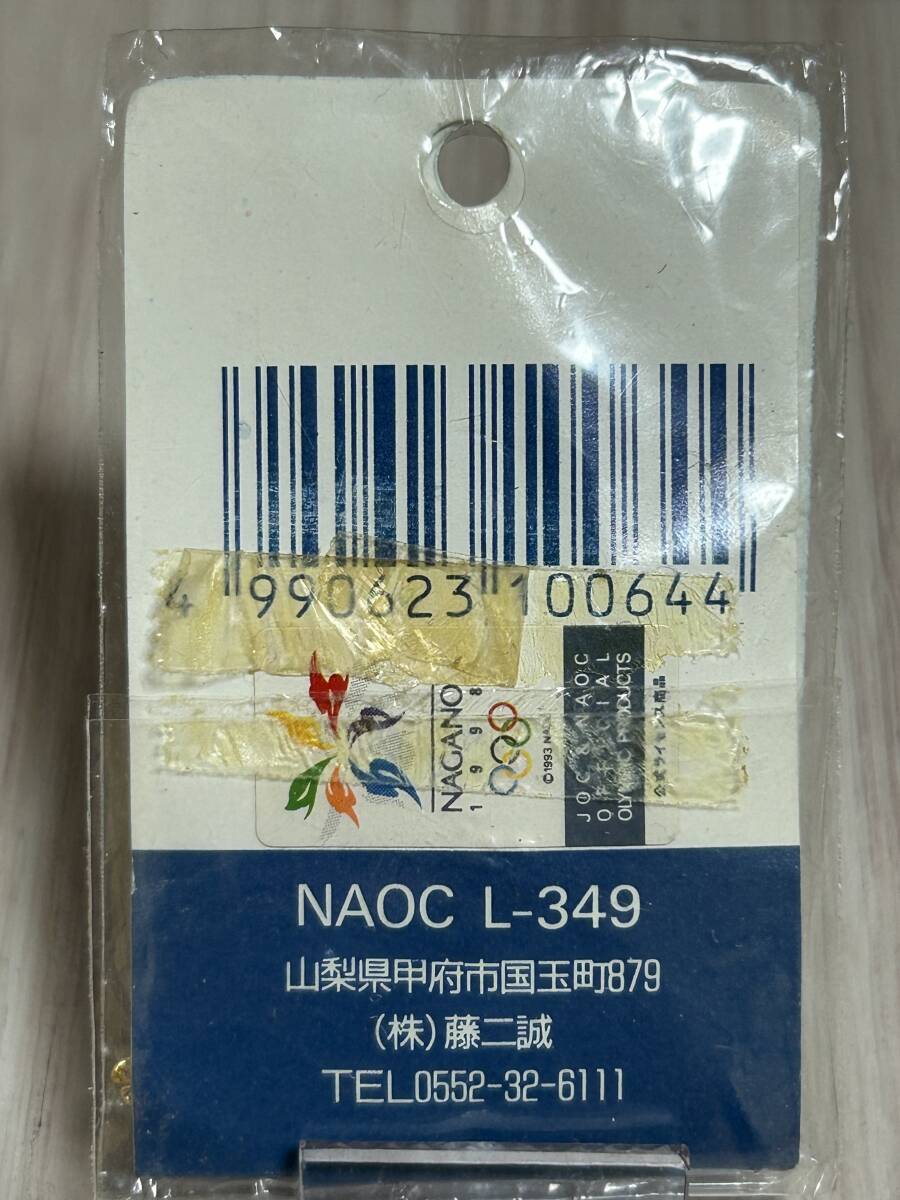 4 990623 100644
NAGANO
1998
©1993 NAOC
JOC & NAOC
OFFICIAL
OLYMPIC PRODUCTS
公式ライセンス商品
NAOC L-349
山梨県甲府市国玉町879
(株)藤二誠
TEL0552-32-6111